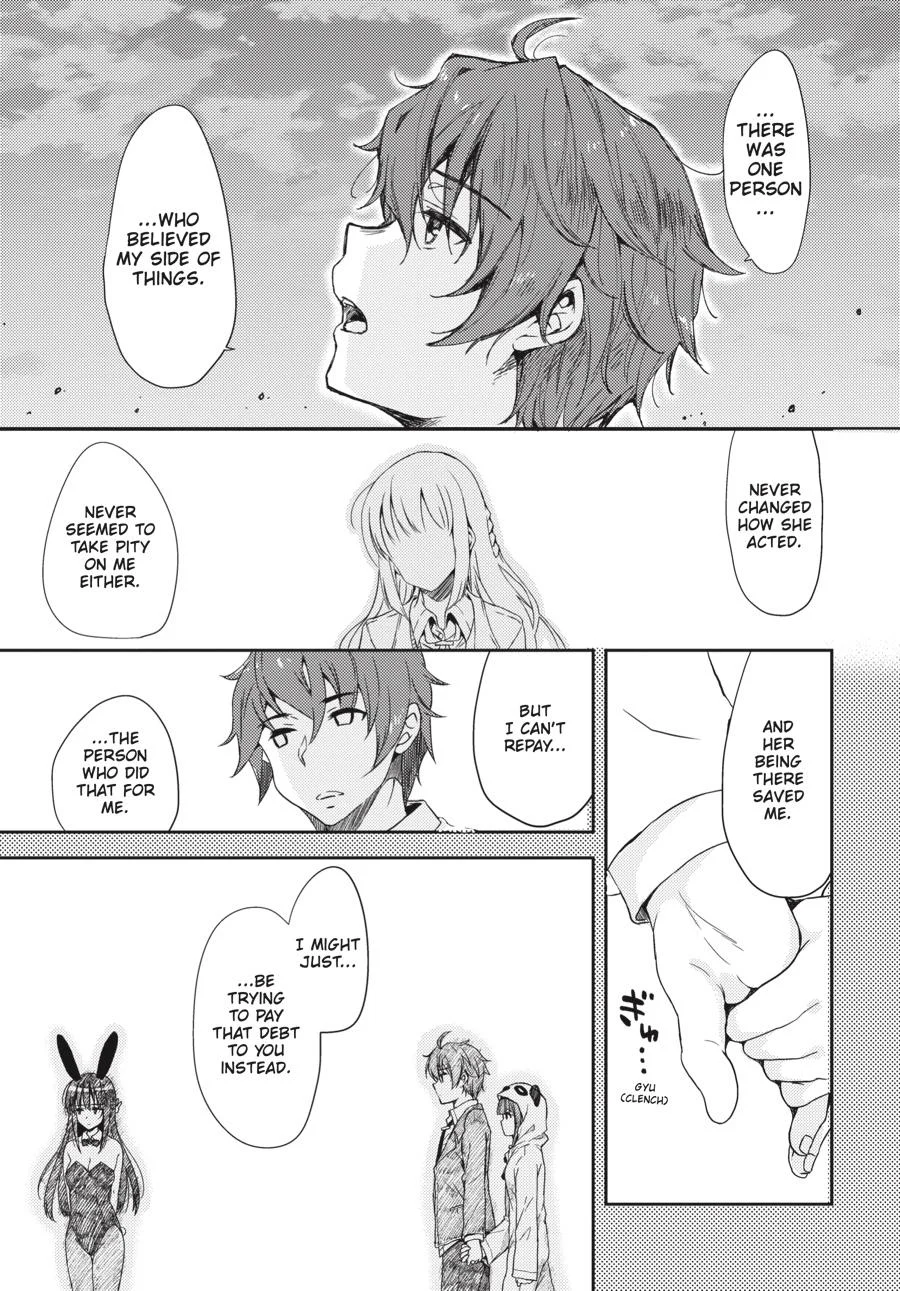 ...
THERE
WAS
ONE
PERSON
...
...WHO
BELIEVED
MY SIDE OF
THINGS.
NEVER
CHANGED
HOW SHE
ACTED.
NEVER
SEEMED TO
TAKE PITY
ON ME
EITHER.
AND
HER
BEING
THERE
SAVED
ME.
ギュ...
GYU
(CLENCH)
BUT
I CAN'T
REPAY...
...THE
PERSON
WHO DID
THAT FOR
ME.
I MIGHT
JUST...
...BE
TRYING
TO PAY
THAT DEBT
TO YOU
INSTEAD.